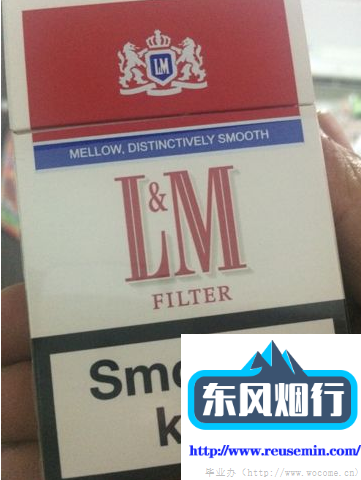 LM
MELLOW, DISTINCTIVELY SMOOTH
L&M
FILTER
东风烟行
http://www.reusemin.com/
毕业办 (http://www.wocome.cn)